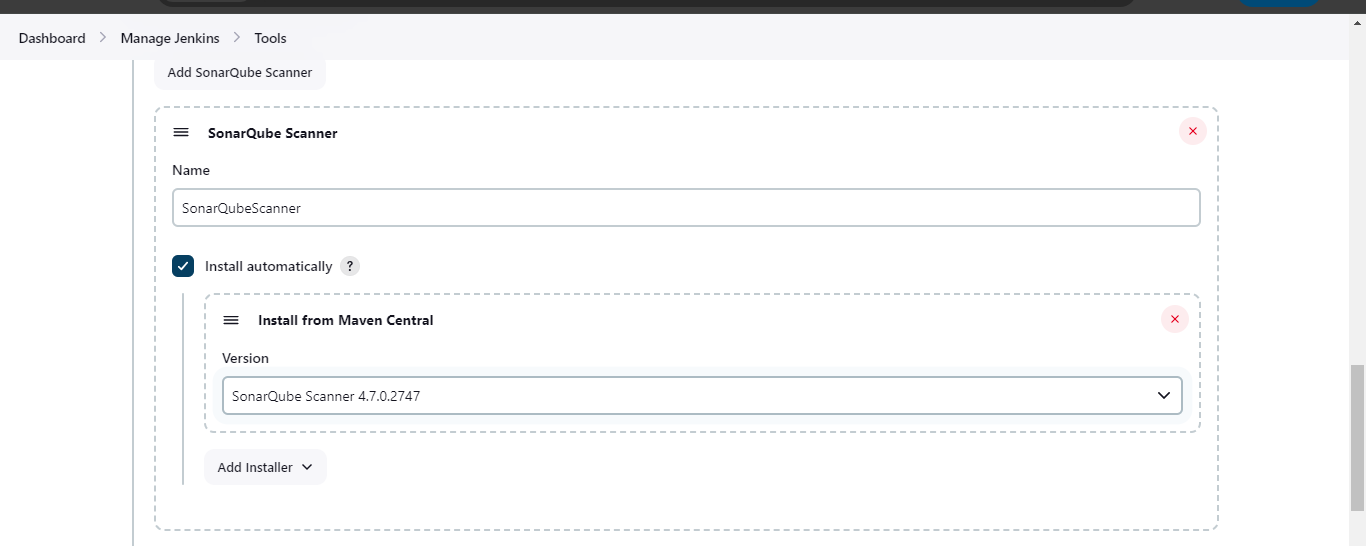 Dashboard > Manage Jenkins > Tools
Add SonarQube Scanner
SonarQube Scanner
Name
SonarQubeScanner
Install automatically ?
Install from Maven Central
Version
SonarQube Scanner 4.7.0.2747
Add Installer